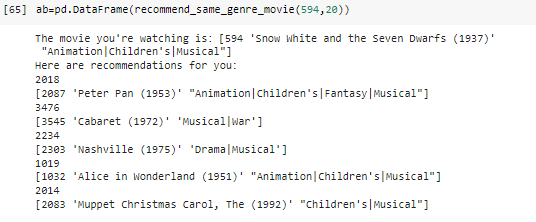 [65] ab=pd.DataFrame(recommend_same_genre_movie(594,20))
The movie you're watching is: [594 'Snow White and the Seven Dwarfs (1937)'
"Animation|Children's|Musical"]
Here are recommendations for you:
2018
[2087 'Peter Pan (1953)' "Animation|Children's|Fantasy|Musical"]
3476
[3545 'Cabaret (1972)' 'Musical|War']
2234
[2303 'Nashville (1975)' 'Drama|Musical']
1019
[1032 'Alice in Wonderland (1951)' "Animation|Children's|Musical"]
2014
[2083 'Muppet Christmas Carol, The (1992)' "Children's|Musical"]